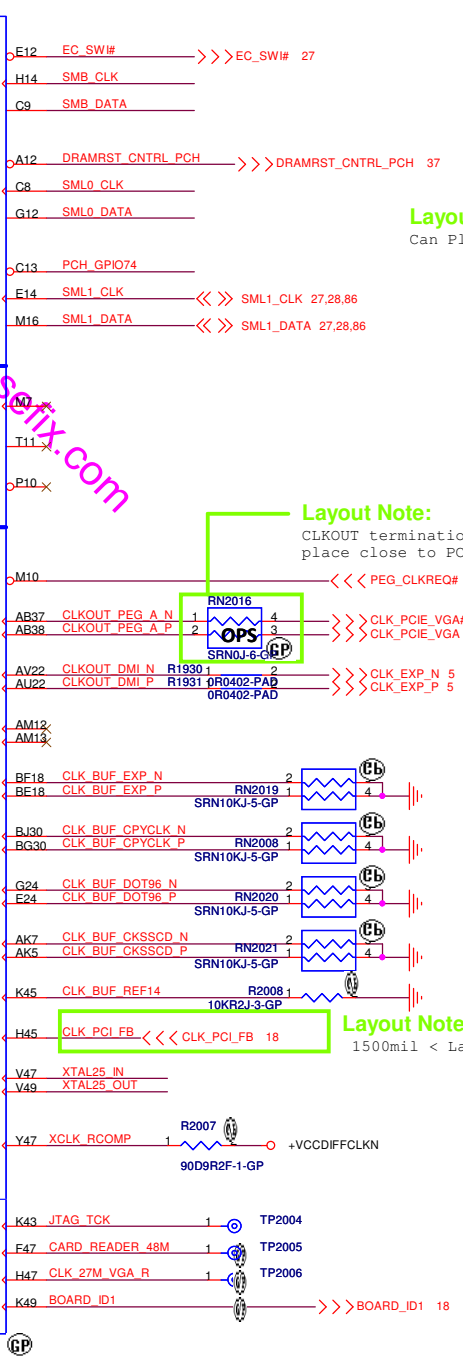 E12 EC_SWI# EC_SWI# 27
H14 SMB_CLK
C9 SMB_DATA
A12 DRAMRST_CNTRL_PCH DRAMRST_CNTRL_PCH 37
C8 SML0_CLK
G12 SML0_DATA
Layou
Can Pl
C13 PCH_GPIO74
E14 SML1_CLK SML1_CLK 27,28,86
M16 SML1_DATA SML1_DATA 27,28,86
M7
sefix.com
T11
P10
Layout Note:
CLKOUT terminatio
place close to PC
M10 PEG_CLKREQ#
RN2016
AB37 CLKOUT_PEG_A_N 1 4 CLK_PCIE_VGA#
AB38 CLKOUT_PEG_A_P 2 3 CLK_PCIE_VGA
OPS
SRN0J-6-GP
GP
AV22 CLKOUT_DMI_N R1930 1 2 CLK_EXP_N 5
AU22 CLKOUT_DMI_P R1931 1 0R0402-PAD 2 CLK_EXP_P 5
0R0402-PAD
AM12
AM13
BF18 CLK_BUF_EXP_N 2 3
BE18 CLK_BUF_EXP_P RN2019 1 4
SRN10KJ-5-GP
BJ30 CLK_BUF_CPYCLK_N 2 3
BG30 CLK_BUF_CPYCLK_P RN2008 1 4
SRN10KJ-5-GP
G24 CLK_BUF_DOT96_N 2 3
E24 CLK_BUF_DOT96_P RN2020 1 4
SRN10KJ-5-GP
AK7 CLK_BUF_CKSSCD_N 2 3
AK5 CLK_BUF_CKSSCD_P RN2021 1 4
SRN10KJ-5-GP
K45 CLK_BUF_REF14 R2008 1
10KR2J-3-GP
Layout Note
H45 CLK_PCI_FB CLK_PCI_FB 18
1500mil < La
V47 XTAL25_IN
V49 XTAL25_OUT
R2007
Y47 XCLK_RCOMP 1 2 +VCCDIFFCLKN
90D9R2F-1-GP
K43 JTAG_TCK 1 TP2004
F47 CARD_READER_48M 1 TP2005
H47 CLK_27M_VGA_R 1 TP2006
K49 BOARD_ID1 BOARD_ID1 18
GP